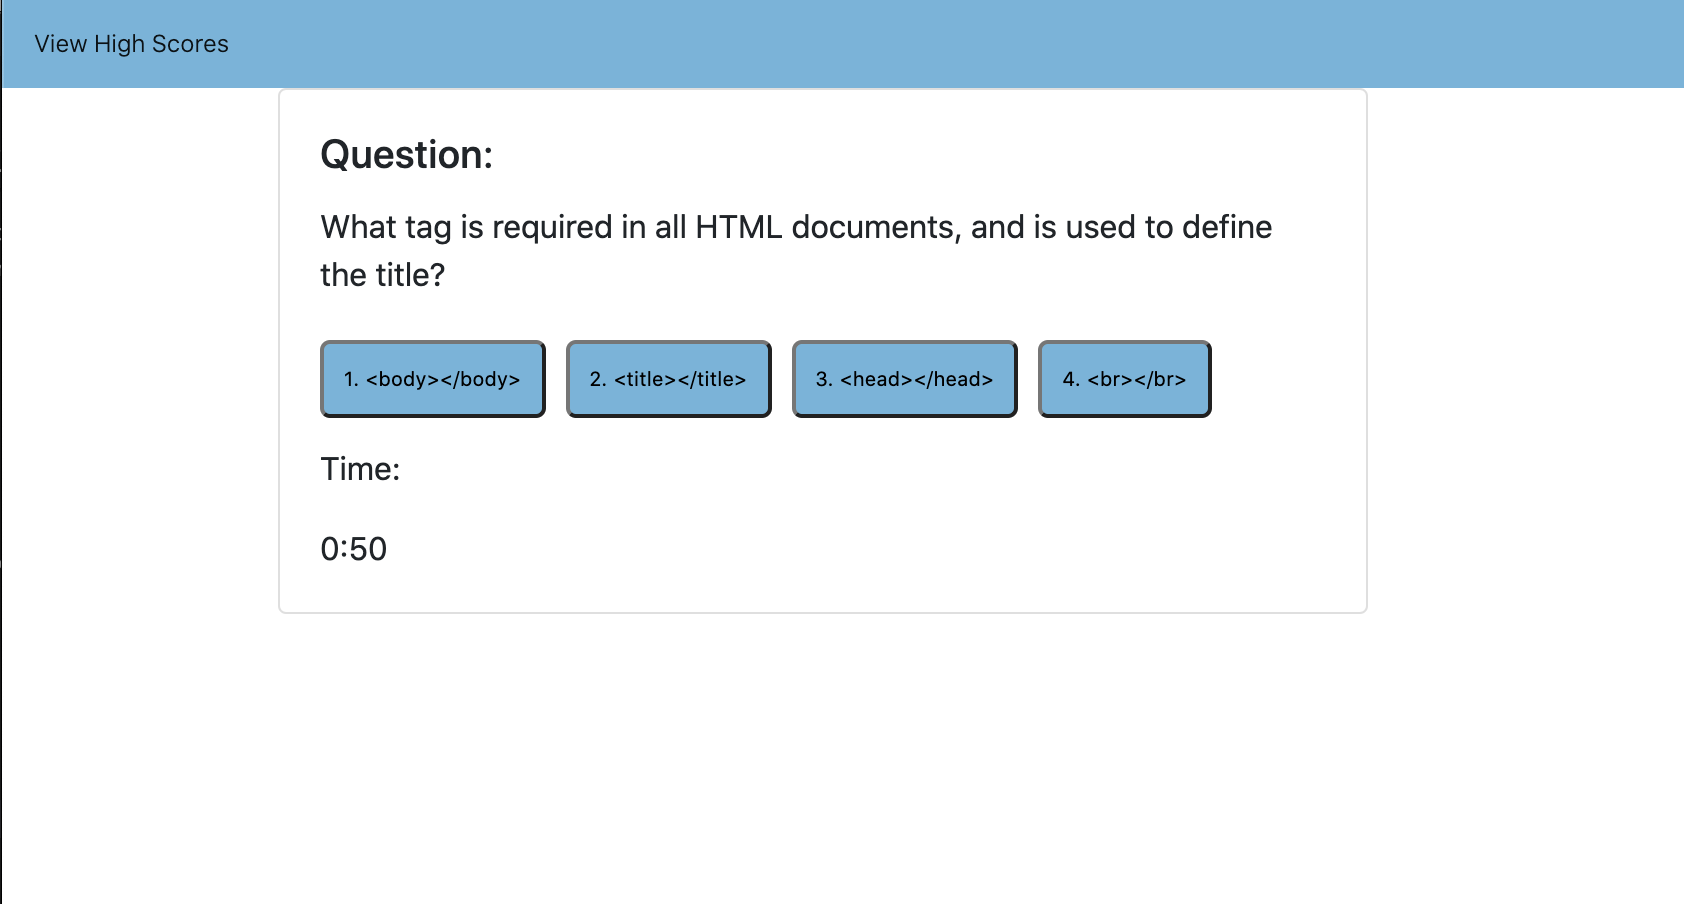 View High Scores
Question:
What tag is required in all HTML documents, and is used to define
the title?
1. <body></body>
2. <title></title>
3. <head></head>
4. <br></br>
Time:
0:50